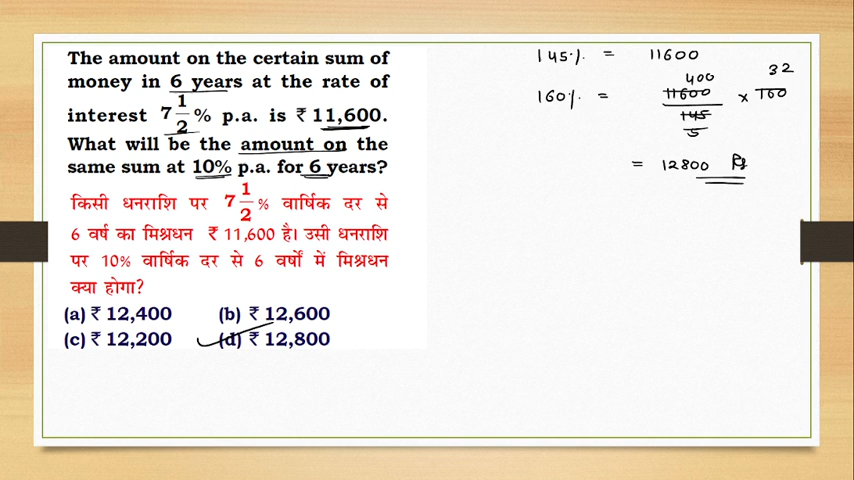 The amount on the certain sum of
money in 6 years at the rate of
interest 7 1/2 % p.a. is ₹ 11,600.
What will be the amount on the
same sum at 10% p.a. for 6 years?
किसी धनराशि पर 7 1/2 % वार्षिक दर से
6 वर्ष का मिश्रधन ₹ 11,600 है। उसी धनराशि
पर 10% वार्षिक दर से 6 वर्षों में मिश्रधन
क्या होगा?
(a) ₹ 12,400 (b) ₹ 12,600
(c) ₹ 12,200 (d) ₹ 12,800
145% = 11600
400 32
160% = 11600/145 × 160
5
= 12800 Rs